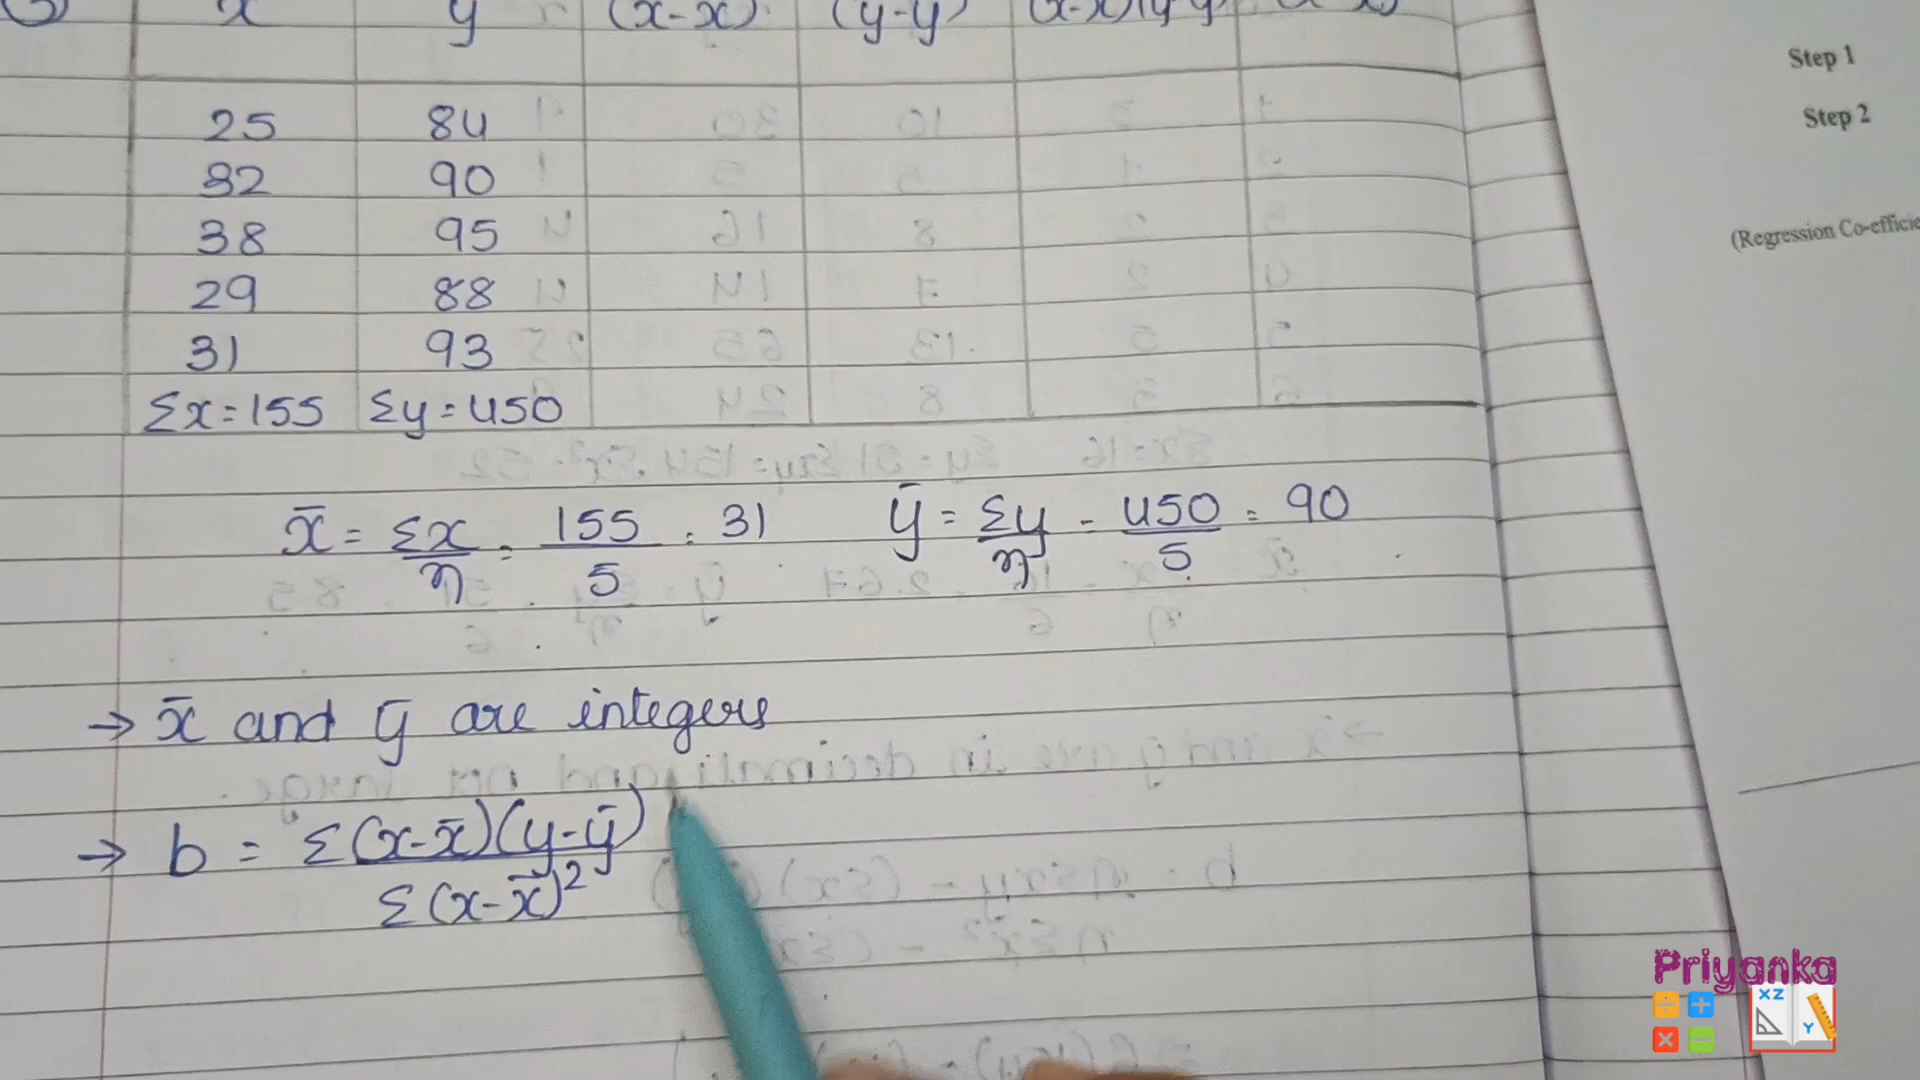 x y (x-x̄) (y-ȳ) (x-x̄)(y-ȳ)
25 84
32 90
38 95
29 88
31 93
Σx=155 Σy=450
x̄ = Σx/n = 155/5 = 31 ȳ = Σy/n = 450/5 = 90
→ x̄ and ȳ are integers
→ b = Σ(x-x̄)(y-ȳ)
Σ(x-x̄)²
Step 1
Step 2
(Regression Co-efficie
Priyanka
XZ
Y